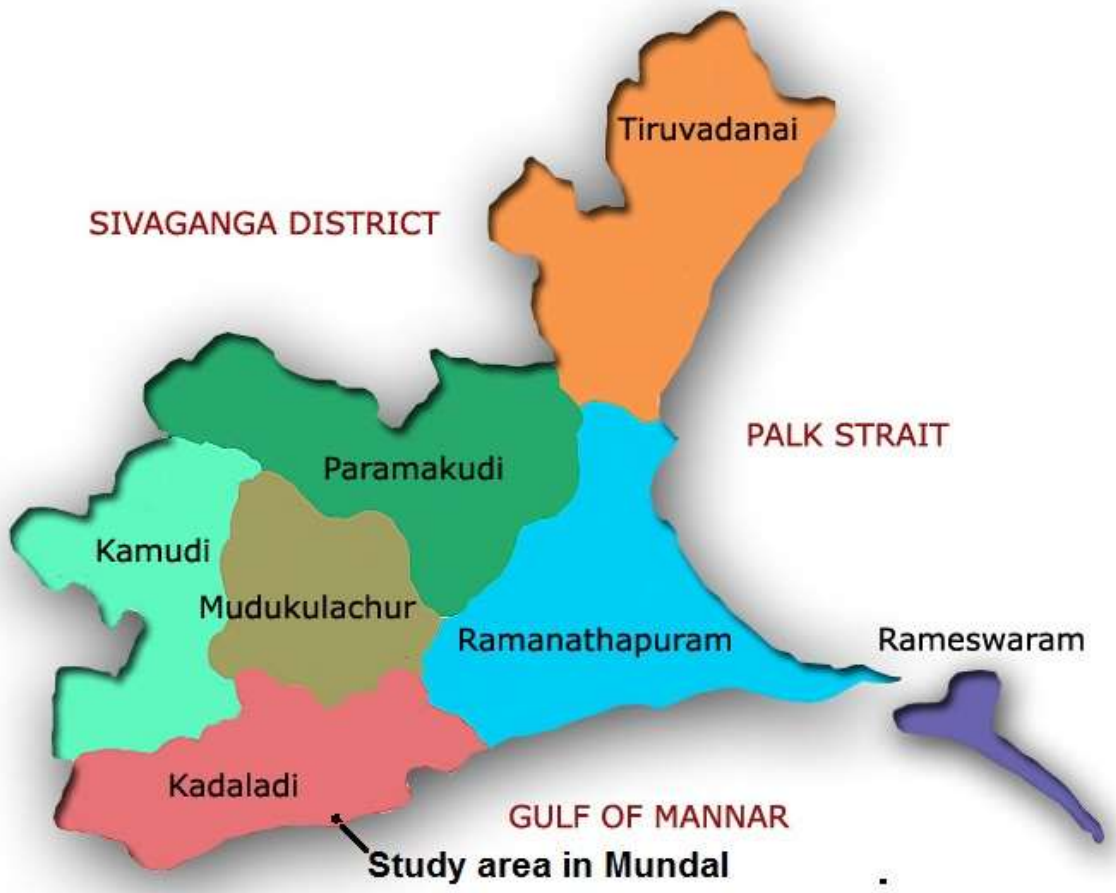 Tiruvadanai
SIVAGANGA DISTRICT
PALK STRAIT
Paramakudi
Kamudi
Mudukulachur
Ramanathapuram
Rameswaram
Kadaladi
GULF OF MANNAR
Study area in Mundal